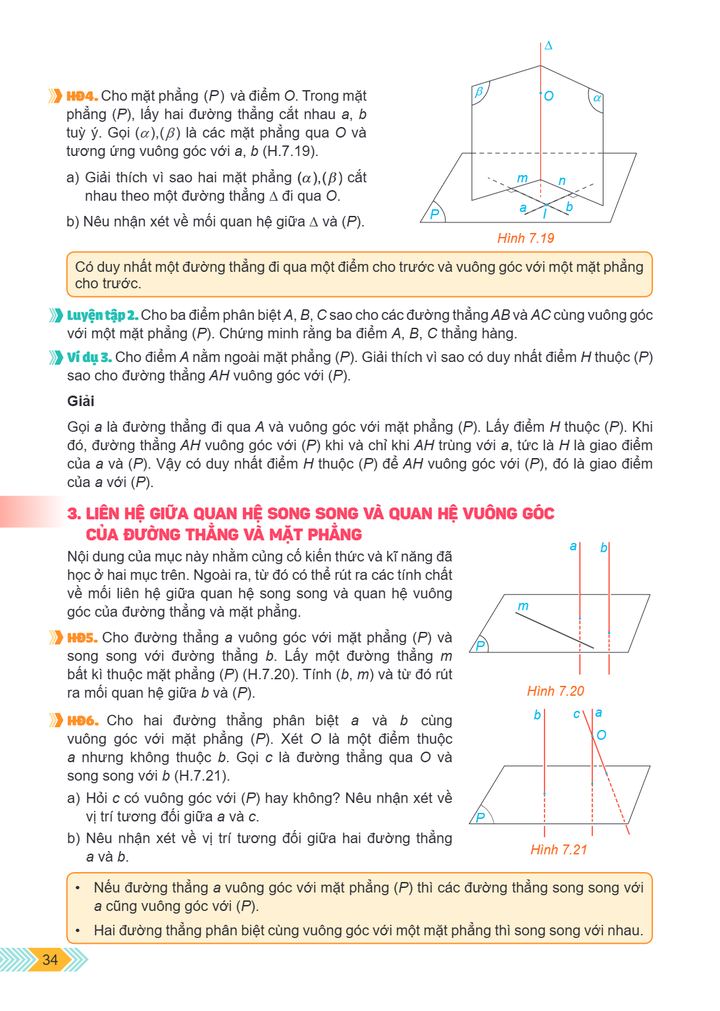 HĐ4. Cho mặt phẳng (P) và điểm O. Trong mặt
phẳng (P), lấy hai đường thẳng cắt nhau a, b
tuỳ ý. Gọi (α),(β) là các mặt phẳng qua O và
tương ứng vuông góc với a, b (H.7.19).
a) Giải thích vì sao hai mặt phẳng (α),(β) cắt
nhau theo một đường thẳng Δ đi qua O.
b) Nêu nhận xét về mối quan hệ giữa Δ và (P).
Δ
β
O
α
m
n
a
I
b
P
Hình 7.19
Có duy nhất một đường thẳng đi qua một điểm cho trước và vuông góc với một mặt phẳng
cho trước.
Luyện tập 2. Cho ba điểm phân biệt A, B, C sao cho các đường thẳng AB và AC cùng vuông góc
với một mặt phẳng (P). Chứng minh rằng ba điểm A, B, C thẳng hàng.
Ví dụ 3. Cho điểm A nằm ngoài mặt phẳng (P). Giải thích vì sao có duy nhất điểm H thuộc (P)
sao cho đường thẳng AH vuông góc với (P).
Giải
Gọi a là đường thẳng đi qua A và vuông góc với mặt phẳng (P). Lấy điểm H thuộc (P). Khi
đó, đường thẳng AH vuông góc với (P) khi và chỉ khi AH trùng với a, tức là H là giao điểm
của a và (P). Vậy có duy nhất điểm H thuộc (P) để AH vuông góc với (P), đó là giao điểm
của a với (P).
3. LIÊN HỆ GIỮA QUAN HỆ SONG SONG VÀ QUAN HỆ VUÔNG GÓC
CỦA ĐƯỜNG THẲNG VÀ MẶT PHẲNG
Nội dung của mục này nhằm củng cố kiến thức và kĩ năng đã
học ở hai mục trên. Ngoài ra, từ đó có thể rút ra các tính chất
về mối liên hệ giữa quan hệ song song và quan hệ vuông
góc của đường thẳng và mặt phẳng.
HĐ5. Cho đường thẳng a vuông góc với mặt phẳng (P) và
song song với đường thẳng b. Lấy một đường thẳng m
bất kì thuộc mặt phẳng (P) (H.7.20). Tính (b, m) và từ đó rút
ra mối quan hệ giữa b và (P).
a
b
m
P
Hình 7.20
HĐ6. Cho hai đường thẳng phân biệt a và b cùng
vuông góc với mặt phẳng (P). Xét O là một điểm thuộc
a nhưng không thuộc b. Gọi c là đường thẳng qua O và
song song với b (H.7.21).
a) Hỏi c có vuông góc với (P) hay không? Nêu nhận xét về
vị trí tương đối giữa a và c.
b) Nêu nhận xét về vị trí tương đối giữa hai đường thẳng
a và b.
b
c
a
O
P
Hình 7.21
• Nếu đường thẳng a vuông góc với mặt phẳng (P) thì các đường thẳng song song với
a cũng vuông góc với (P).
• Hai đường thẳng phân biệt cùng vuông góc với một mặt phẳng thì song song với nhau.
34